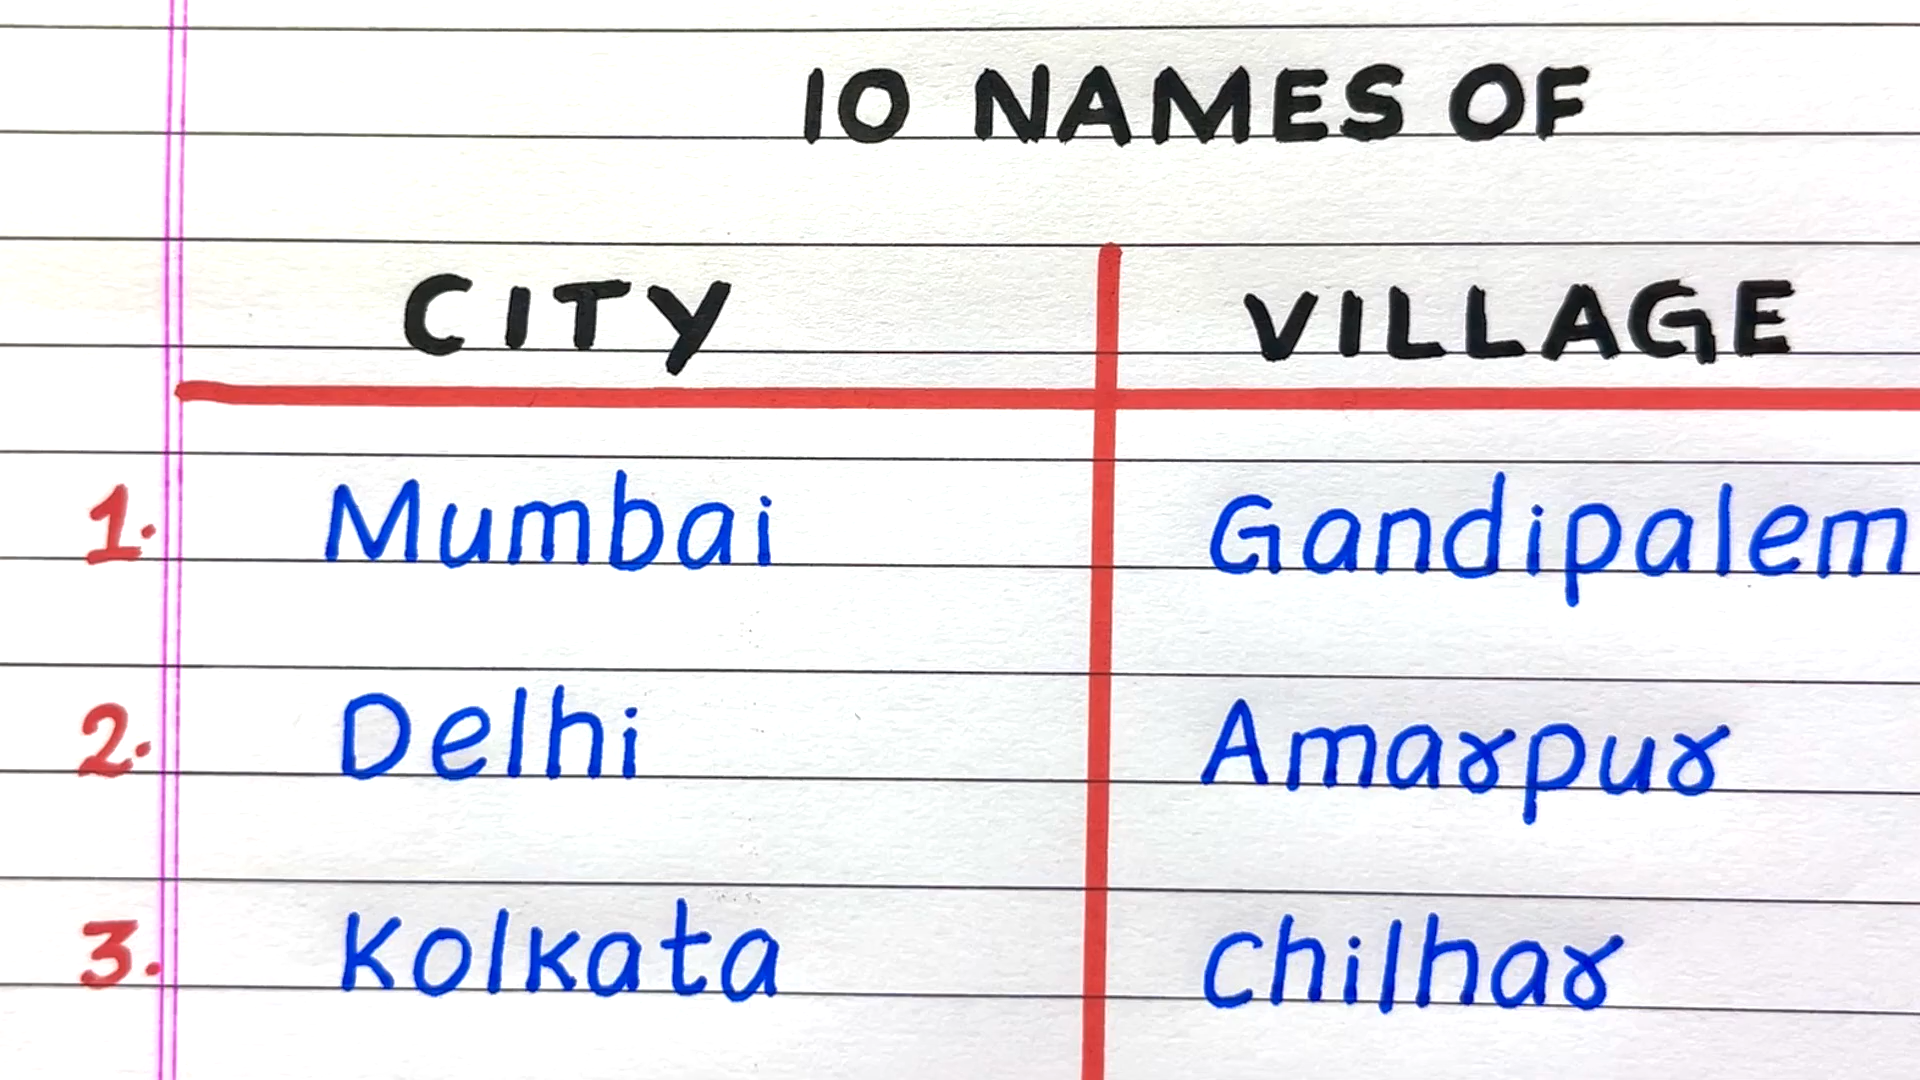 10 NAMES OF
CITY VILLAGE
1. Mumbai Gandipalem
2. Delhi Amarpur
3. Kolkata Chilhar